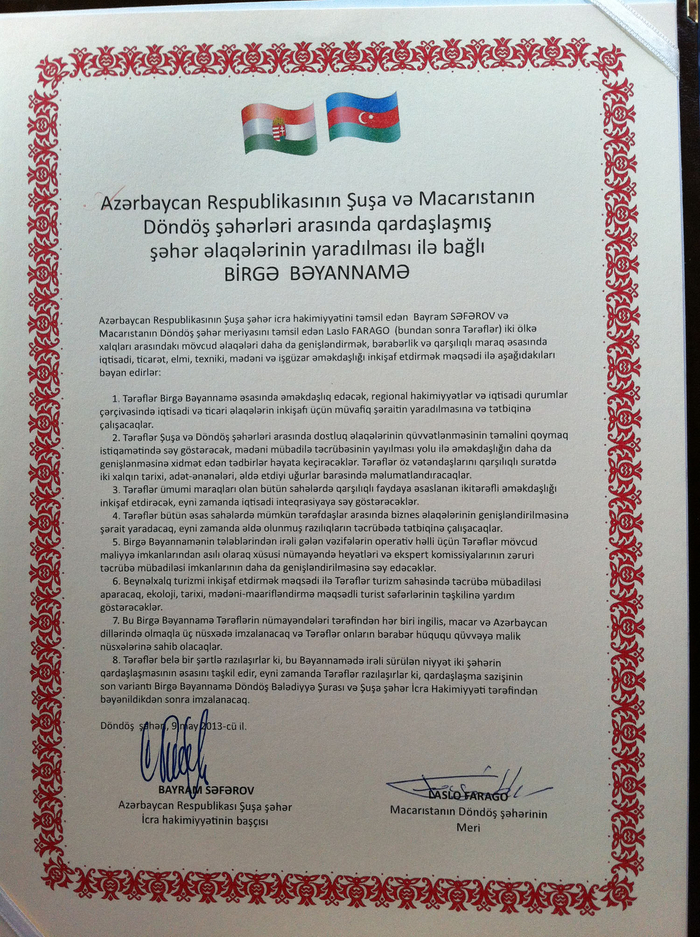 Azərbaycan Respublikasının Şuşa və Macarıstanın
Döndöş şəhərləri arasında qardaşlaşmış
şəhər əlaqələrinin yaradılması ilə bağlı
BİRGƏ BƏYANNAMƏ
Azərbaycan Respublikasının Şuşa şəhər icra hakimiyyətini təmsil edən Bayram SƏFƏROV və
Macarıstanın Döndöş şəhər meriyasını təmsil edən Laslo FARAGO (bundan sonra Tərəflər) iki ölkə
xalqları arasındakı mövcud əlaqələri daha da genişləndirmək, bərabərlik və qarşılıqlı maraq əsasında
iqtisadi, ticarət, elmi, texniki, mədəni və işgüzar əməkdaşlığı inkişaf etdirmək məqsədi ilə aşağıdakıları
bəyan edirlər:
1. Tərəflər Birgə Bəyannamə əsasında əməkdaşlıq edəcək, regional hakimiyyətlər və iqtisadi qurumlar
çərçivəsində iqtisadi və ticari əlaqələrin inkişafı üçün müvafiq şəraitin yaradılmasına və tətbiqinə
çalışacaqlar.
2. Tərəflər Şuşa və Döndöş şəhərləri arasında dostluq əlaqələrinin qüvvətlənməsinin təməlini qoymaq
istiqamətində səy göstərəcək, mədəni mübadilə təcrübəsinin yayılması yolu ilə əməkdaşlığın daha da
genişlənməsinə xidmət edən tədbirlər həyata keçirəcəklər. Tərəflər öz vətəndaşlarını qarşılıqlı surətdə
iki xalqın tarixi, adət-ənənələri, əldə etdiyi uğurlar barəsində məlumatlandıracaqlar.
3. Tərəflər ümumi maraqları olan bütün sahələrdə qarşılıqlı faydaya əsaslanan ikitərəfli əməkdaşlığı
inkişaf etdirəcək, eyni zamanda iqtisadi inteqrasiyaya səy göstərəcəklər.
4. Tərəflər bütün əsas sahələrdə mümkün tərəfdaşlar arasında biznes əlaqələrinin genişləndirilməsinə
şərait yaradacaq, eyni zamanda əldə olunmuş razılıqların təcrübədə tətbiqinə çalışacaqlar.
5. Birgə Bəyannamənin tələblərindən irəli gələn vəzifələrin operativ həlli üçün Tərəflər mövcud
maliyyə imkanlarından asılı olaraq xüsusi nümayəndə heyətləri və ekspert komissiyalarının zəruri
təcrübə mübadiləsi imkanlarının daha da genişləndirilməsinə səy edəcəklər.
6. Beynəlxalq turizmi inkişaf etdirmək məqsədi ilə Tərəflər turizm sahəsində təcrübə mübadiləsi
aparacaq, ekoloji, tarixi, mədəni-maarifləndirmə məqsədli turist səfərlərinin təşkilinə yardım
göstərəcəklər.
7. Bu Birgə Bəyannamə Tərəflərin nümayəndələri tərəfindən hər biri ingilis, macar və Azərbaycan
dillərində olmaqla üç nüsxədə imzalanacaq və Tərəflər onların bərabər hüququ qüvvəyə malik
nüsxələrinə sahib olacaqlar.
8. Tərəflər belə bir şərtlə razılaşırlar ki, bu Bəyannamədə irəli sürülən niyyət iki şəhərin
qardaşlaşmasının əsasını təşkil edir, eyni zamanda Tərəflər razılaşırlar ki, qardaşlaşma sazişinin
son variantı Birgə Bəyannamə Döndöş Bələdiyyə Şurası və Şuşa şəhər İcra Hakimiyyəti tərəfindən
bəyənildikdən sonra imzalanacaq.
Döndöş şəhəri, 9 may 2013-cü il.
BAYRAM SƏFƏROV
Azərbaycan Respublikası Şuşa şəhər
İcra hakimiyyətinin başçısı
LASLO FARAGO
Macarıstanın Döndöş şəhərinin
Meri